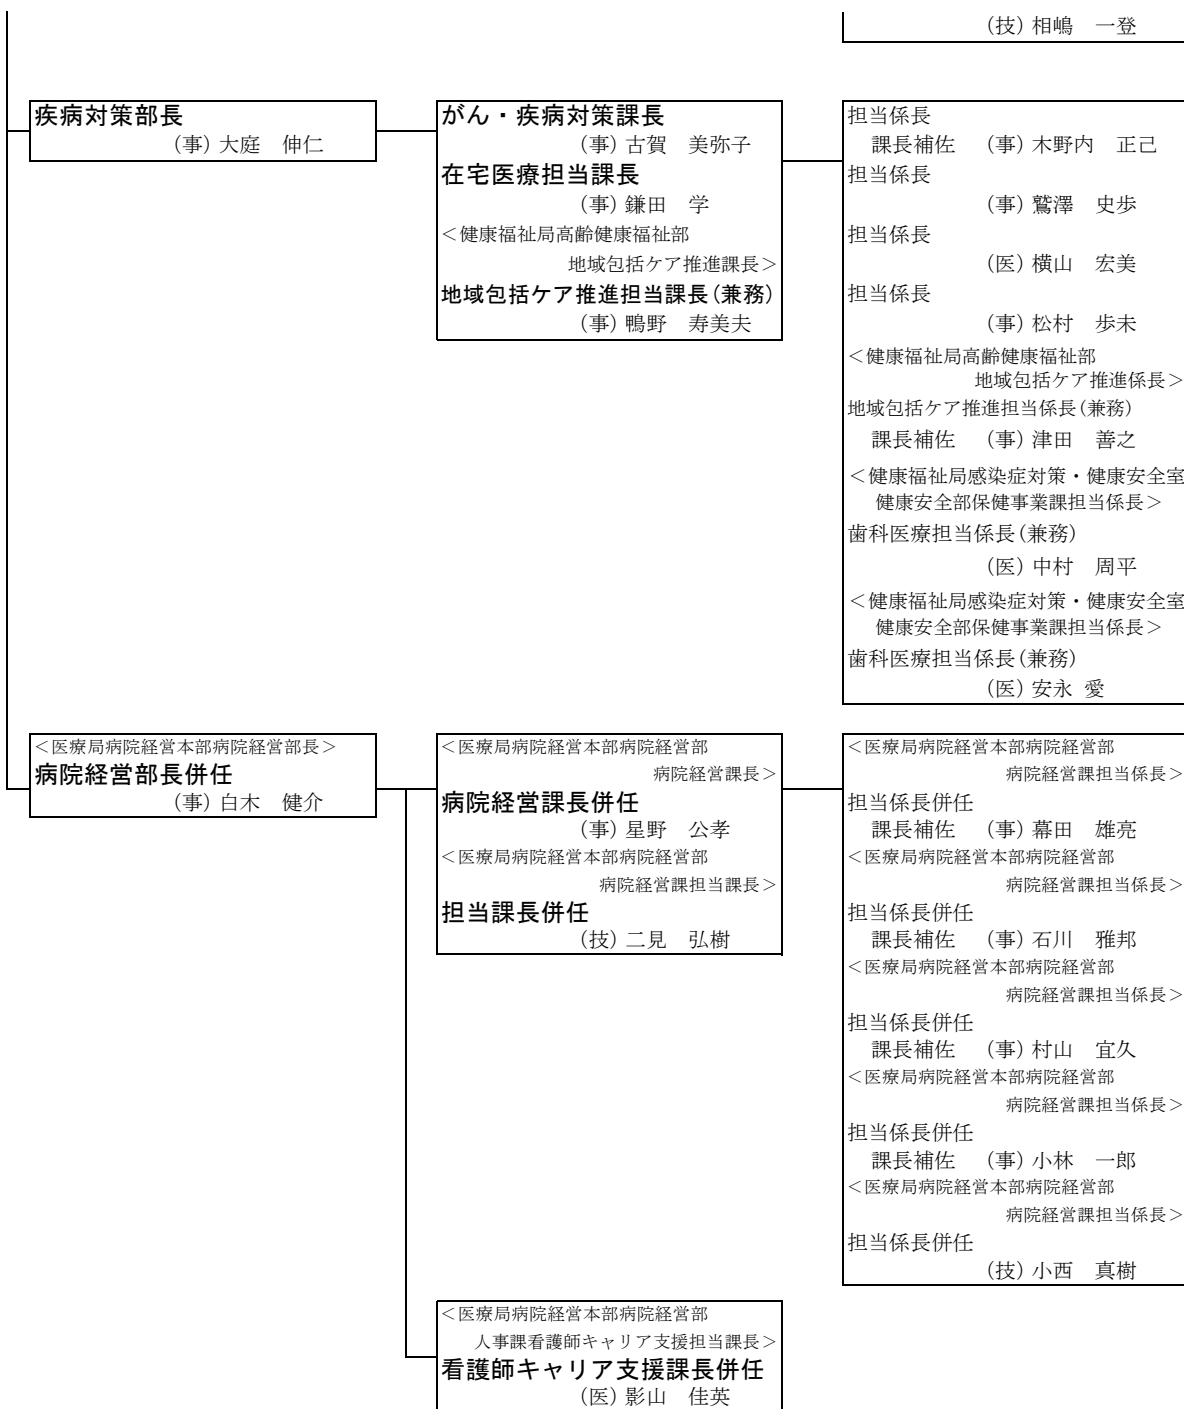 (技) 相嶋　一登
疾病対策部長
(事) 大庭　伸仁
がん・疾病対策課長
(事) 古賀　美弥子
在宅医療担当課長
(事) 鎌田　学
＜健康福祉局高齢健康福祉部
地域包括ケア推進課長＞
地域包括ケア推進担当課長(兼務)
(事) 鴨野　寿美夫
担当係長
課長補佐　(事) 木野内　正己
担当係長
(事) 鷲澤　史歩
担当係長
(医) 横山　宏美
担当係長
(事) 松村　歩未
＜健康福祉局高齢健康福祉部
地域包括ケア推進係長＞
地域包括ケア推進担当係長(兼務)
課長補佐　(事) 津田　善之
＜健康福祉局感染症対策・健康安全室
健康安全部保健事業課担当係長＞
歯科医療担当係長(兼務)
(医) 中村　周平
＜健康福祉局感染症対策・健康安全室
健康安全部保健事業課担当係長＞
歯科医療担当係長(兼務)
(医) 安永 愛
＜医療局病院経営本部病院経営部長＞
病院経営部長併任
(事) 白木　健介
＜医療局病院経営本部病院経営部
病院経営課長＞
病院経営課長併任
(事) 星野　公孝
＜医療局病院経営本部病院経営部
病院経営課担当課長＞
担当課長併任
(技) 二見　弘樹
＜医療局病院経営本部病院経営部
病院経営課担当係長＞
担当係長併任
課長補佐　(事) 幕田　雄亮
＜医療局病院経営本部病院経営部
病院経営課担当係長＞
担当係長併任
課長補佐　(事) 石川　雅邦
＜医療局病院経営本部病院経営部
病院経営課担当係長＞
担当係長併任
課長補佐　(事) 村山　宜久
＜医療局病院経営本部病院経営部
病院経営課担当係長＞
担当係長併任
課長補佐　(事) 小林　一郎
＜医療局病院経営本部病院経営部
病院経営課担当係長＞
担当係長併任
(技) 小西　真樹
＜医療局病院経営本部病院経営部
人事課看護師キャリア支援担当課長＞
看護師キャリア支援課長併任
(医) 影山　佳英